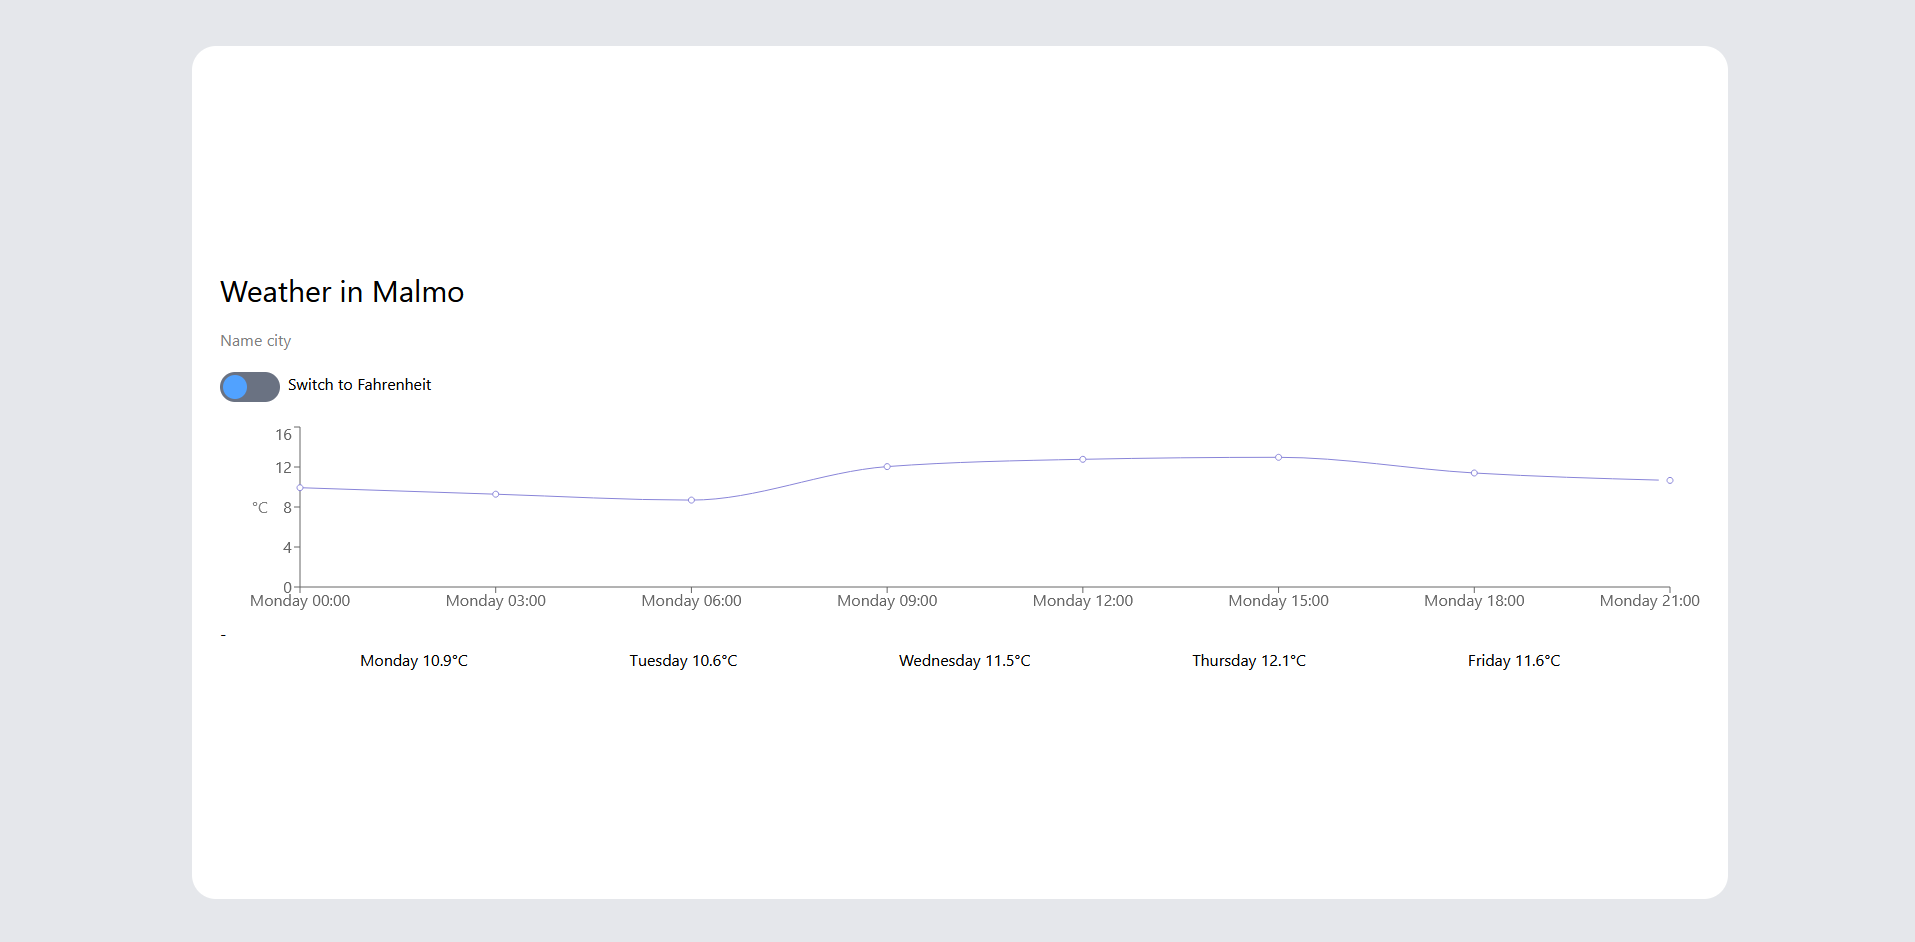 Weather in Malmo
Name city
Switch to Fahrenheit
16
12
°C 8
4
0
Monday 00:00 Monday 03:00 Monday 06:00 Monday 09:00 Monday 12:00 Monday 15:00 Monday 18:00 Monday 21:00
-
Monday 10.9°C Tuesday 10.6°C Wednesday 11.5°C Thursday 12.1°C Friday 11.6°C